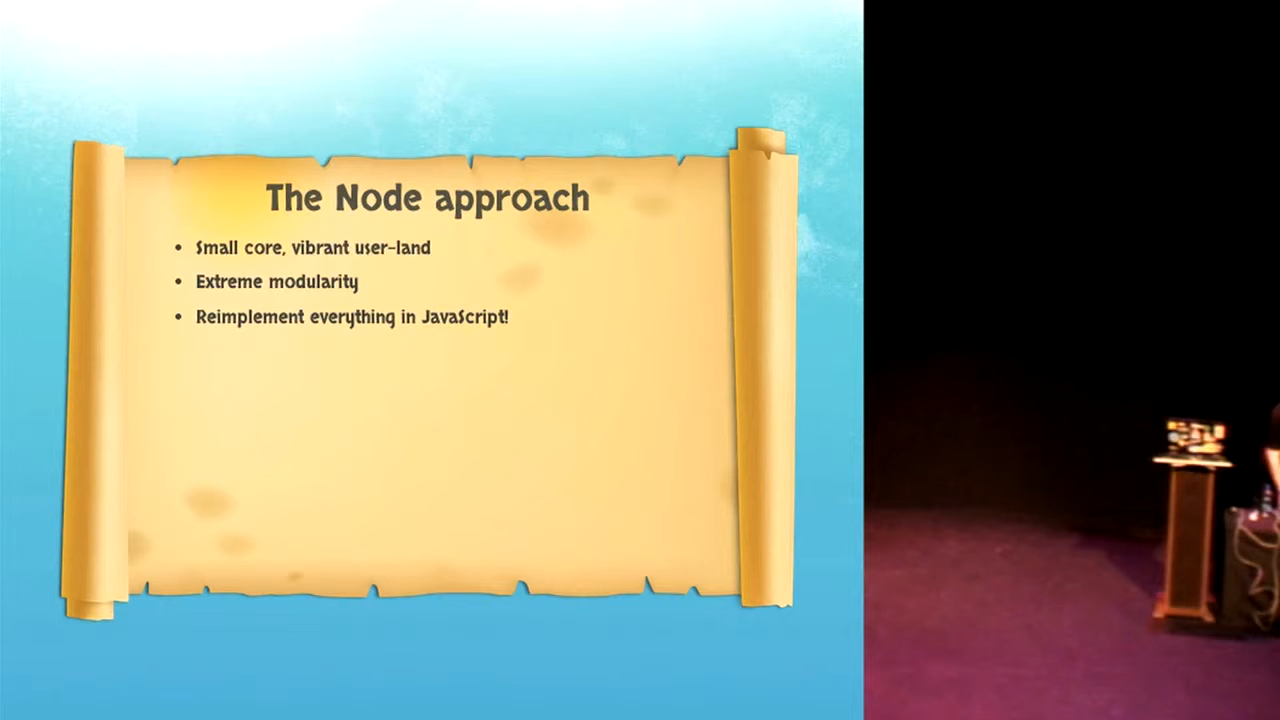 The Node approach
• Small core, vibrant user-land
• Extreme modularity
• Reimplement everything in JavaScript!